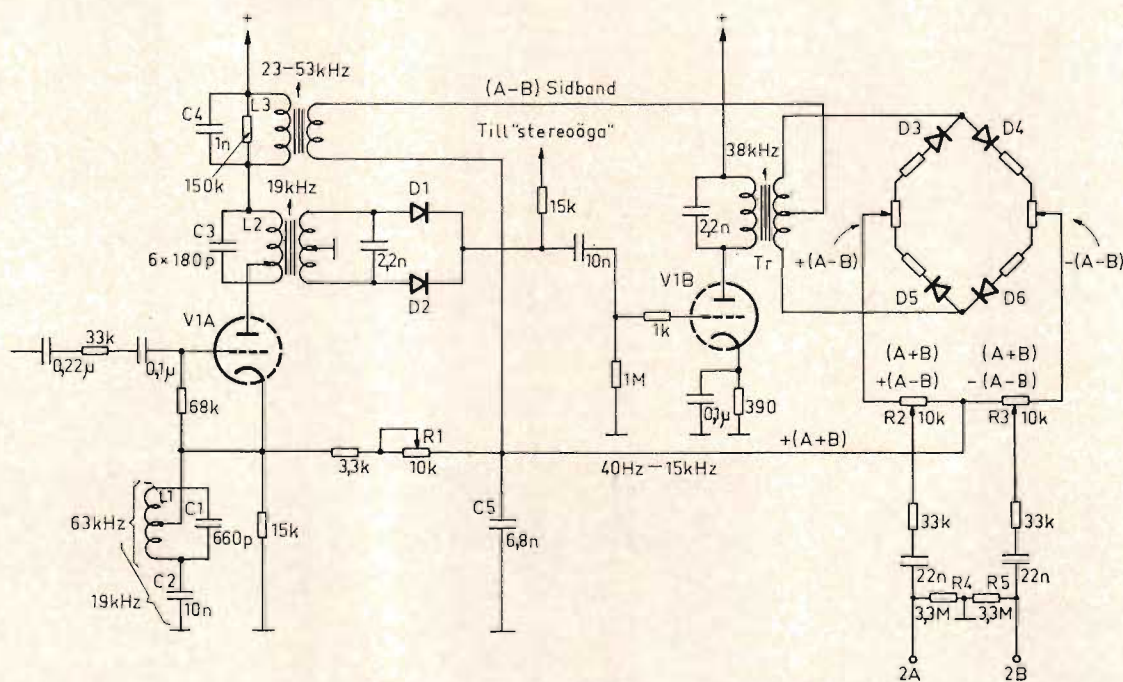 +
+
23-53kHz
(A-B) Sidband
C4
L3
1n
150k
Till "stereoöga"
38kHz
D3
D4
19kHz
L2
D1
15k
2,2n
C3
6×180p
2,2n
10n
Tr
+(A-B)
-(A-B)
D2
V1B
D5
D6
V1A
33k
1k
0,22µ
0,1µ
(A+B)
(A+B)
1M
+(A-B)
-(A-B)
68k
0,1µ
390
R2
10k
R3
10k
R1
+(A+B)
3,3k
10k
40Hz-15kHz
L1
C1
63kHz
660p
15k
C5
6,8n
33k
33k
C2
22n
22n
19kHz
10n
R4
R5
3,3M
3,3M
2A
2B